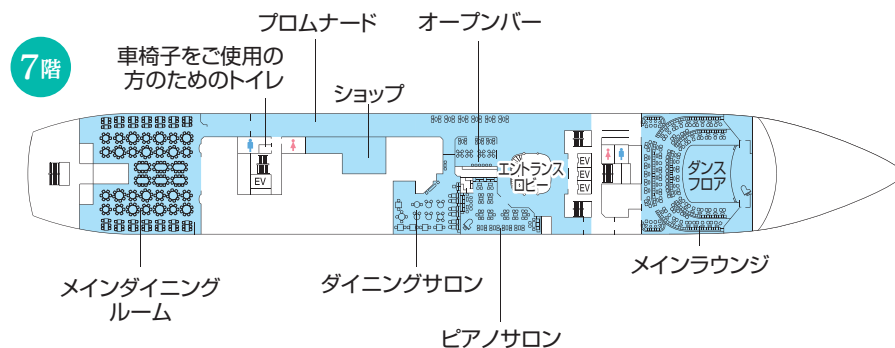 プロムナード
オープンバー
7階
車椅子をご使用の
方のためのトイレ
ショップ
エントランス
ロビー
EV
EV
EV
EV
ダンス
フロア
メインダイニング
ルーム
ダイニングサロン
ピアノサロン
メインラウンジ